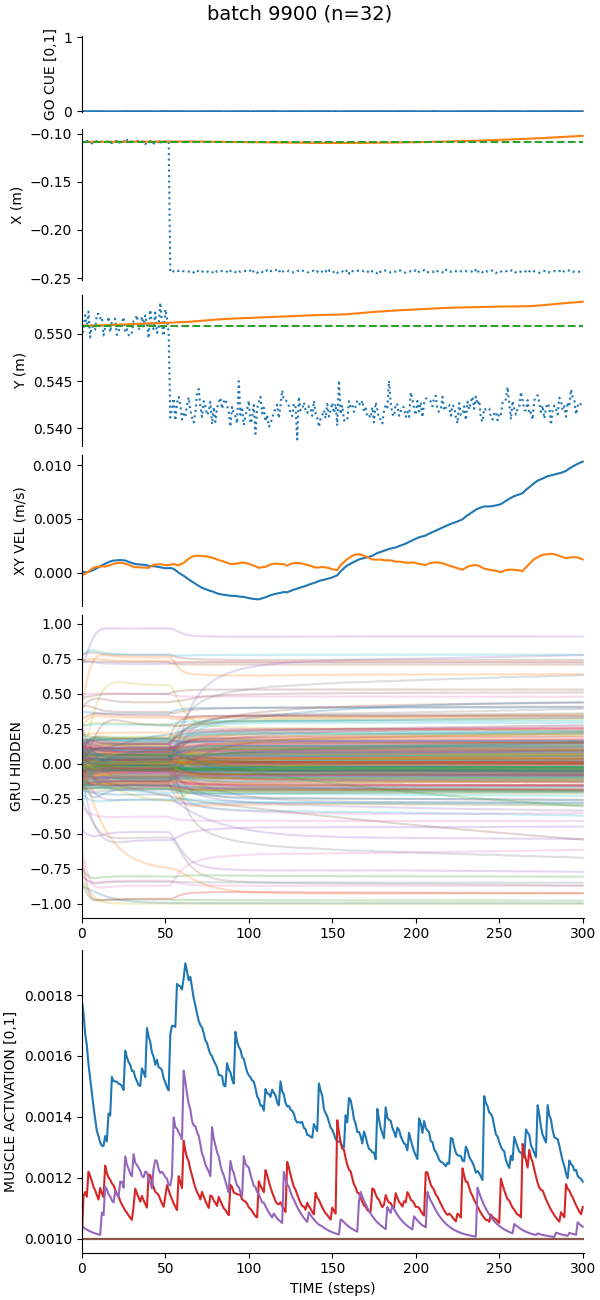 batch 9900 (n=32)
GO CUE [0,1]
1
0
X (m)
−0.10
−0.15
−0.20
−0.25
Y (m)
0.550
0.545
0.540
XY VEL (m/s)
0.010
0.005
0.000
GRU HIDDEN
1.00
0.75
0.50
0.25
0.00
−0.25
−0.50
−0.75
−1.00
0 50 100 150 200 250 300
MUSCLE ACTIVATION [0,1]
0.0018
0.0016
0.0014
0.0012
0.0010
0 50 100 150 200 250 300
TIME (steps)